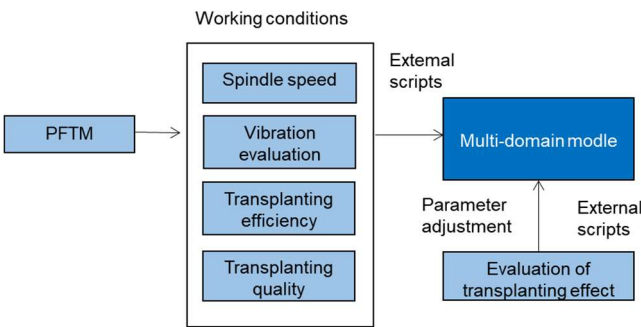 Working conditions
PFTM
Spindle speed
Vibration
evaluation
Transplanting
efficiency
Transplanting
quality
External
scripts
Multi-domain modle
Parameter
adjustment
External
scripts
Evaluation of
transplanting effect